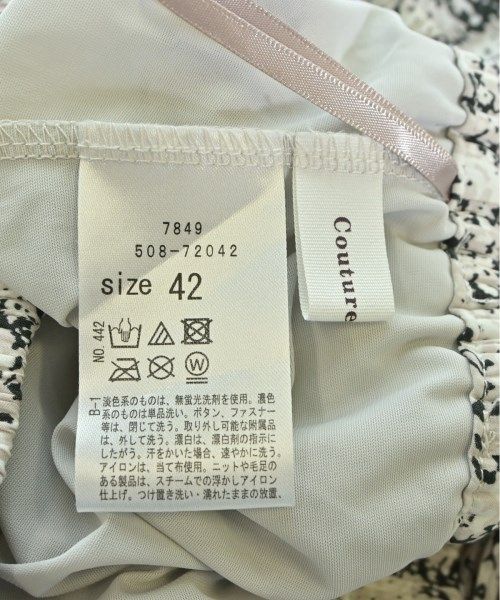 7849
508-72042
size 42
NO. 442
W
B-1
淡色系のものは、無蛍光洗剤を使用。濃色
系のものは単品洗い。ボタン、ファスナー
等は、閉じて洗う。取り外し可能な附属品
は、外して洗う。漂白は、漂白剤の指示に
したがう。汗をかいた場合、速やかに洗う。
アイロンは、当て布使用。ニットや毛足の
ある製品は、スチームでの浮かしアイロン
仕上げ。つけ置き洗い・濡れたままの放置、
Couture